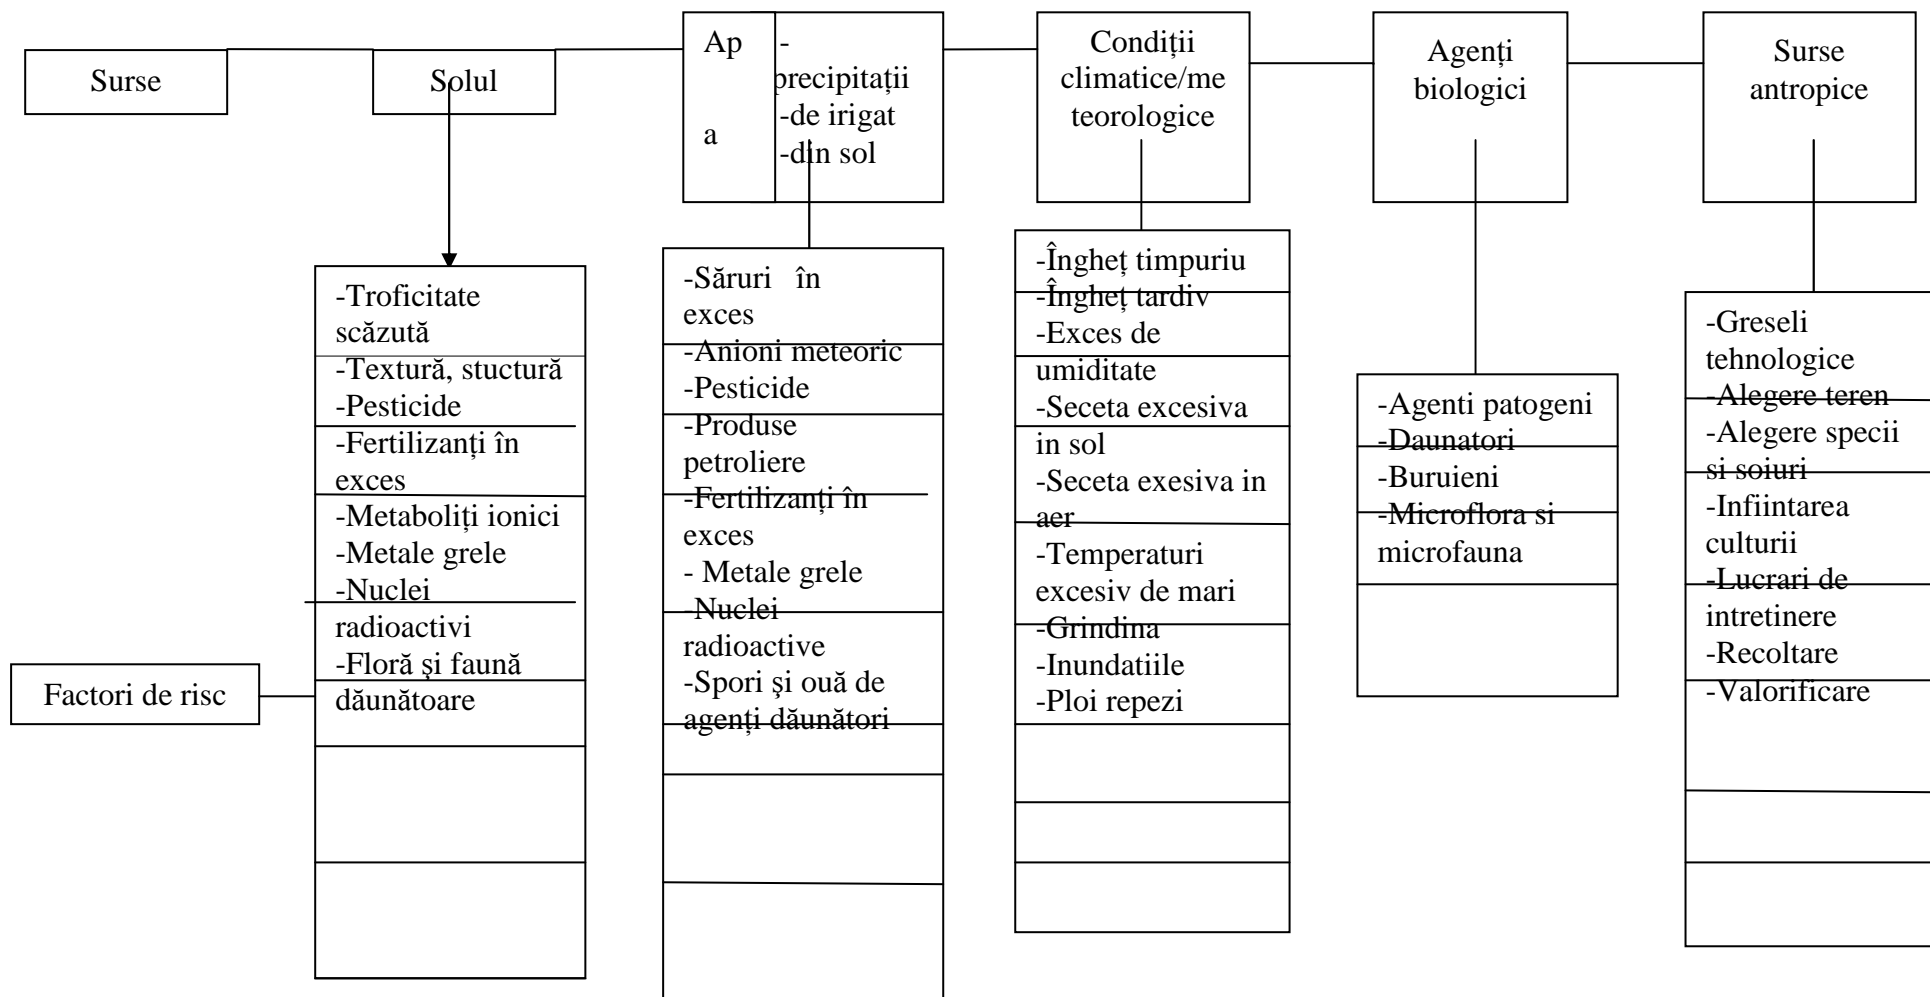 Surse
Solul
Ap
a
-
precipitații
-de irigat
-din sol
Condiții
climatice/me
teorologice
Agenți
biologici
Surse
antropice
Factori de risc
-Troficitate
scăzută
-Textură, stuctură
-Pesticide
-Fertilizanți în
exces
-Metaboliți ionici
-Metale grele
-Nuclei
radioactivi
-Floră şi faună
dăunătoare
-Săruri în
exces
-Anioni meteoric
-Pesticide
-Produse
petroliere
-Fertilizanți în
exces
- Metale grele
-Nuclei
radioactive
-Spori şi ouă de
agenți dăunători
-Îngheț timpuriu
-Îngheț tardiv
-Exces de
umiditate
-Seceta excesiva
in sol
-Seceta exesiva in
aer
-Temperaturi
excesiv de mari
-Grindina
-Inundatiile
-Ploi repezi
-Agenti patogeni
-Daunatori
-Buruieni
-Microflora si
microfauna
-Greseli
tehnologice
-Alegere teren
-Alegere specii
si soiuri
-Infiintarea
culturii
-Lucrari de
intretinere
-Recoltare
-Valorificare